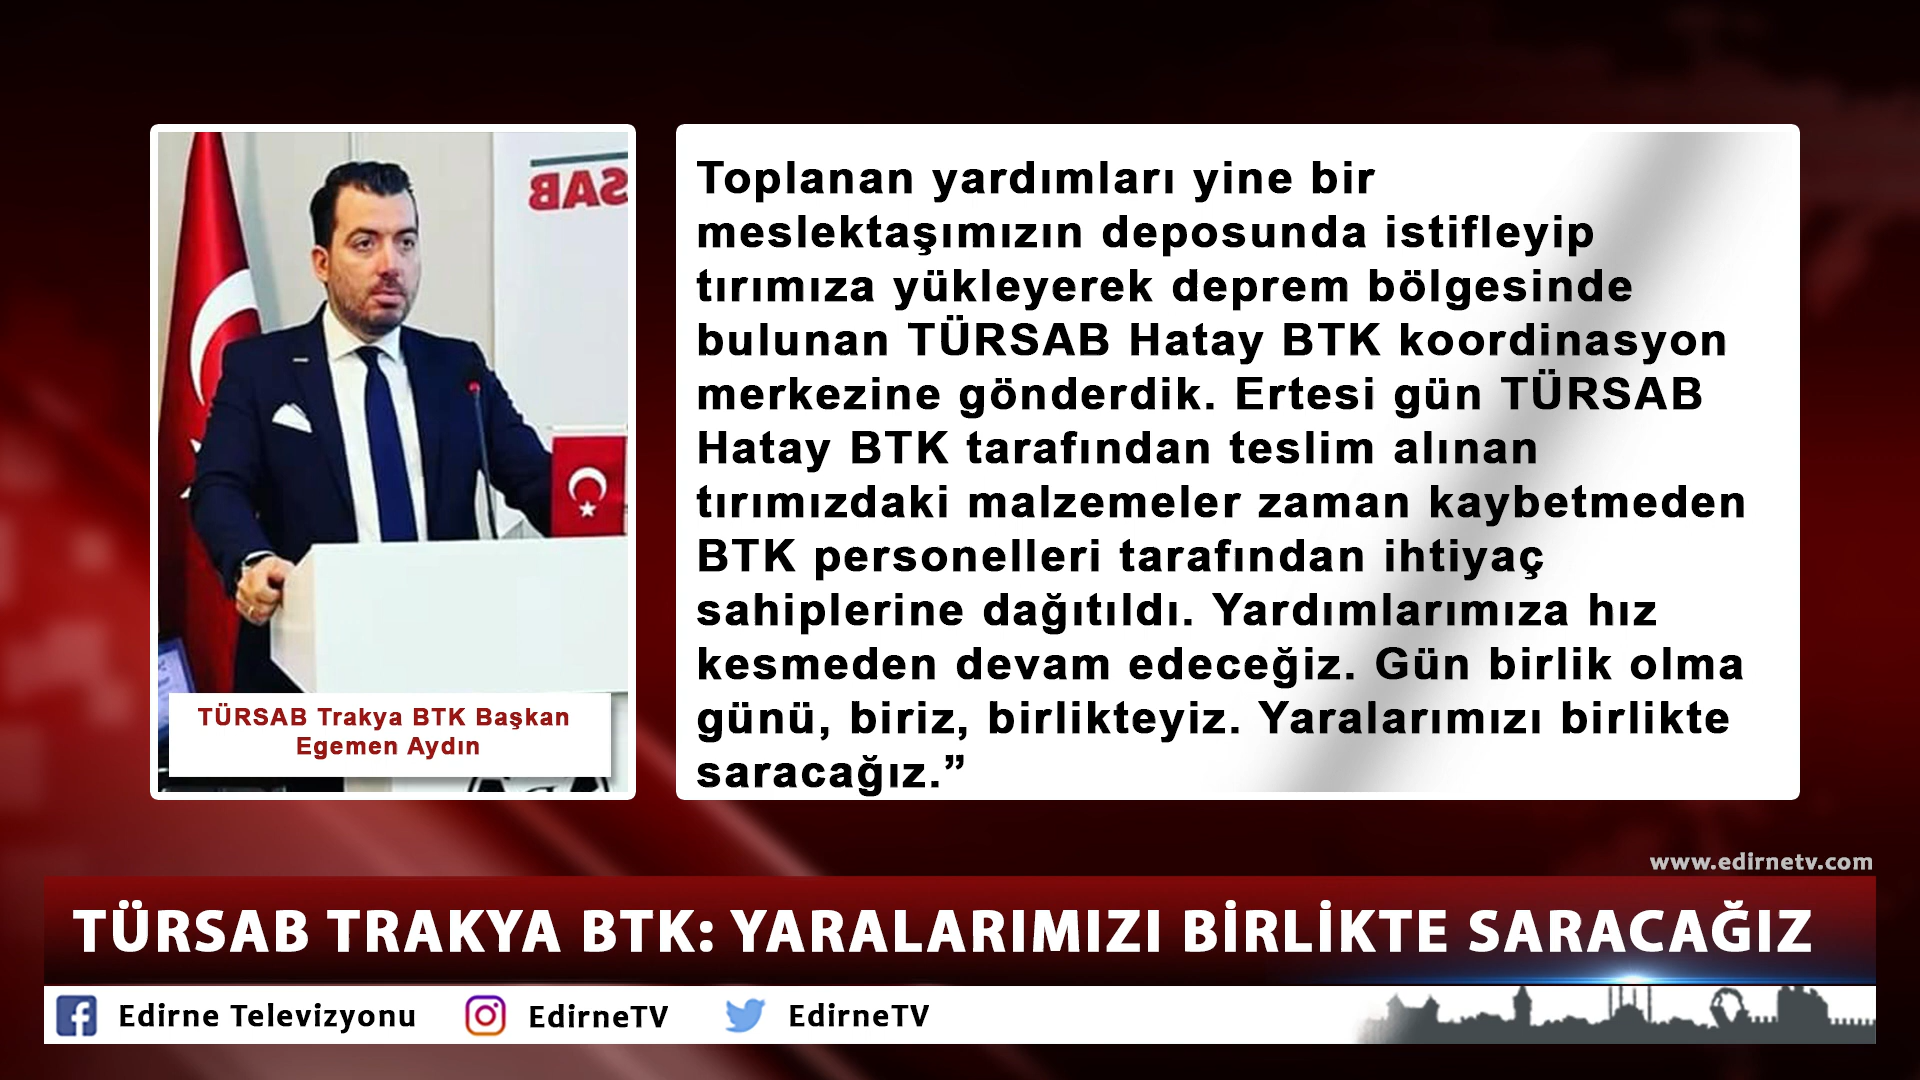 SAB
TÜRSAB Trakya BTK Başkan
Egemen Aydın
Toplanan yardımları yine bir
meslektaşımızın deposunda istifleyip
tırımıza yükleyerek deprem bölgesinde
bulunan TÜRSAB Hatay BTK koordinasyon
merkezine gönderdik. Ertesi gün TÜRSAB
Hatay BTK tarafından teslim alınan
tırımızdaki malzemeler zaman kaybetmeden
BTK personelleri tarafından ihtiyaç
sahiplerine dağıtıldı. Yardımlarımıza hız
kesmeden devam edeceğiz. Gün birlik olma
günü, biriz, birlikteyiz. Yaralarımızı birlikte
saracağız.”
www.edirnetv.com
TÜRSAB TRAKYA BTK: YARALARIMIZI BİRLİKTE SARACAĞIZ
Edirne Televizyonu EdirneTV EdirneTV